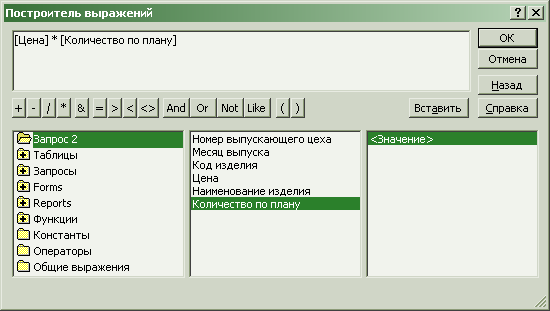 Построитель выражений
[Цена] * [Количество по плану]
ОК
Отмена
Назад
+ - / * & = > < <> And Or Not Like ( ) Вставить Справка
Запрос 2
Таблицы
Запросы
Forms
Reports
Функции
Константы
Операторы
Общие выражения
Номер выпускающего цеха
Месяц выпуска
Код изделия
Цена
Наименование изделия
Количество по плану
<Значение>